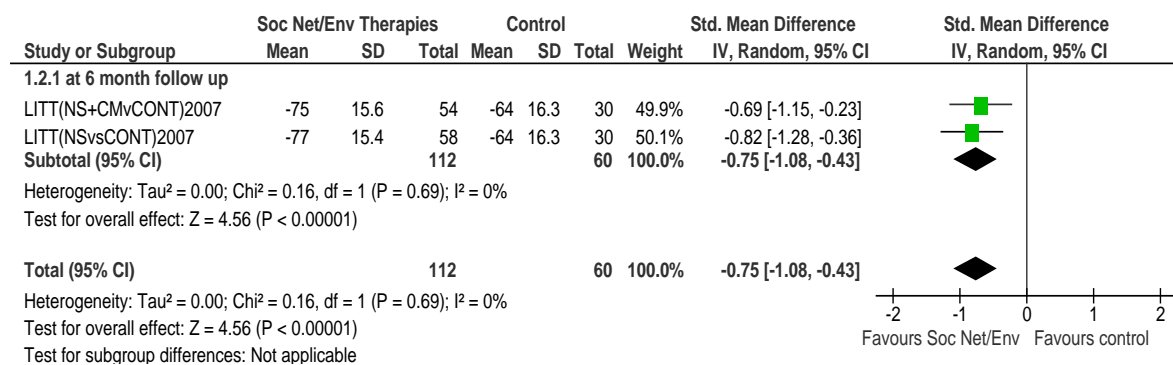 Soc Net/Env Therapies Control Std. Mean Difference Std. Mean Difference
Study or Subgroup Mean SD Total Mean SD Total Weight IV, Random, 95% CI IV, Random, 95% CI
1.2.1 at 6 month follow up
LITT(NS+CMvCONT)2007 -75 15.6 54 -64 16.3 30 49.9% -0.69 [-1.15, -0.23]
LITT(NSvsCONT)2007 -77 15.4 58 -64 16.3 30 50.1% -0.82 [-1.28, -0.36]
Subtotal (95% CI) 112 60 100.0% -0.75 [-1.08, -0.43]
Heterogeneity: Tau² = 0.00; Chi² = 0.16, df = 1 (P = 0.69); I² = 0%
Test for overall effect: Z = 4.56 (P < 0.00001)
Total (95% CI) 112 60 100.0% -0.75 [-1.08, -0.43]
Heterogeneity: Tau² = 0.00; Chi² = 0.16, df = 1 (P = 0.69); I² = 0%
Test for overall effect: Z = 4.56 (P < 0.00001)
Test for subgroup differences: Not applicable
-2 -1 0 1 2
Favours Soc Net/Env Favours control